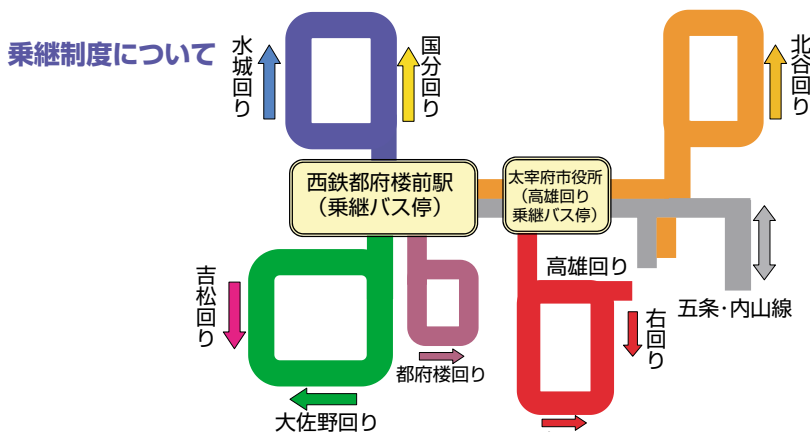 乗継制度について
水城回り
国分回り
北谷回り
西鉄都府楼前駅
（乗継バス停）
太宰府市役所
（高雄回り
乗継バス停）
高雄回り
吉松回り
右回り
五条・内山線
都府楼回り
大佐野回り